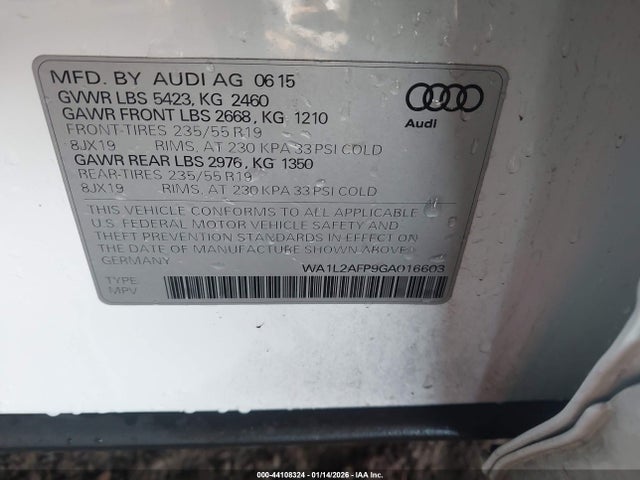 MFD. BY AUDI AG 06 15
GVWR LBS 5423, KG 2460
GAWR FRONT LBS 2668, KG 1210
FRONT-TIRES 235/55 R19
8JX19 RIMS, AT 230 KPA 33 PSI COLD
GAWR REAR LBS 2976, KG 1350
REAR-TIRES 235/55 R19
8JX19 RIMS, AT 230 KPA 33 PSI COLD
Audi
THIS VEHICLE CONFORMS TO ALL APPLICABLE
U.S. FEDERAL MOTOR VEHICLE SAFETY AND
THEFT PREVENTION STANDARDS IN EFFECT ON
THE DATE OF MANUFACTURE SHOWN ABOVE.
GERMANY
WA1L2AFP9GA016603
TYPE
MPV
000-44108324 | 01/14/2026 | IAA Inc.